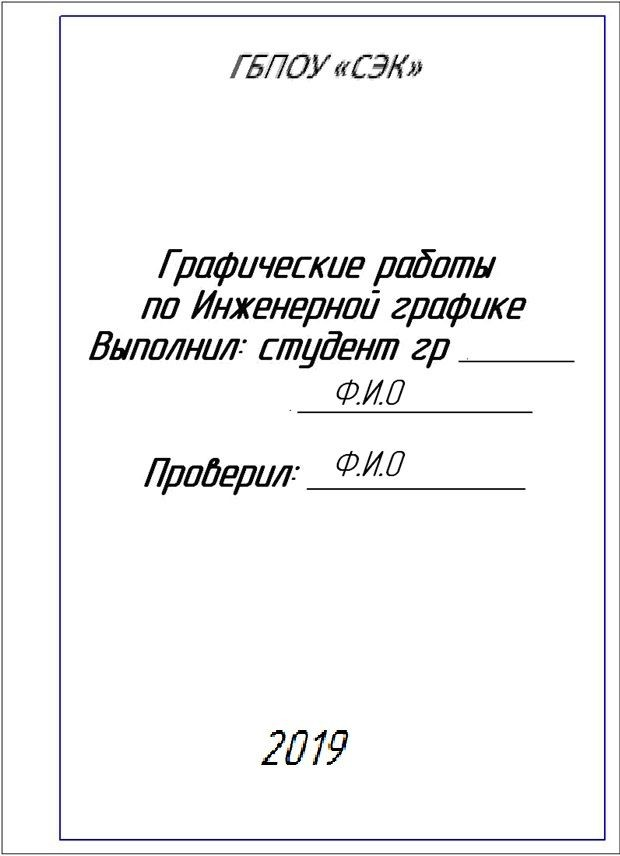 ГБПОУ «СЭК»
Графические работы
по Инженерной графике
Выполнил: студент гр
Ф.И.О
Проверил: Ф.И.О
2019